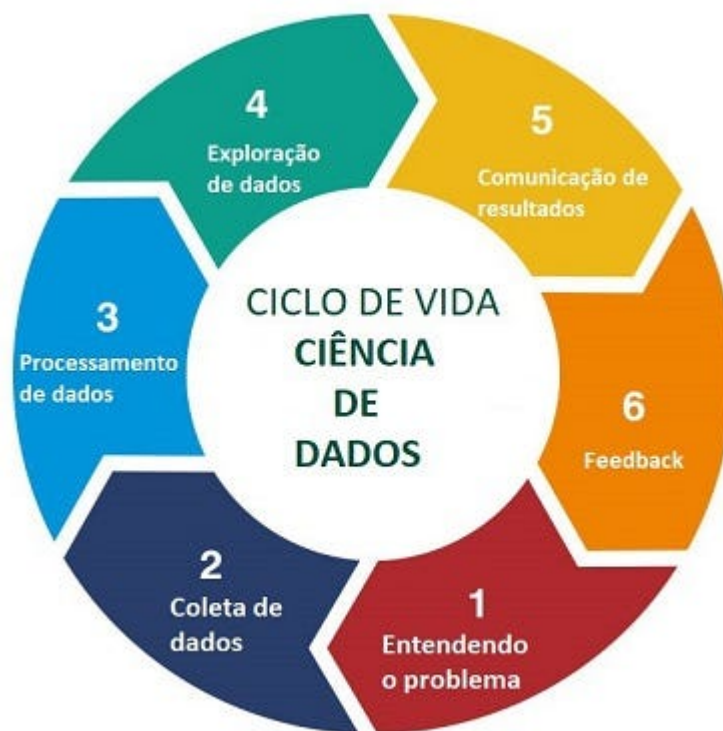 CICLO DE VIDA
CIÊNCIA
DE
DADOS
1
Entendendo
o problema
2
Coleta de
dados
3
Processamento
de dados
4
Exploração
de dados
5
Comunicação de
resultados
6
Feedback